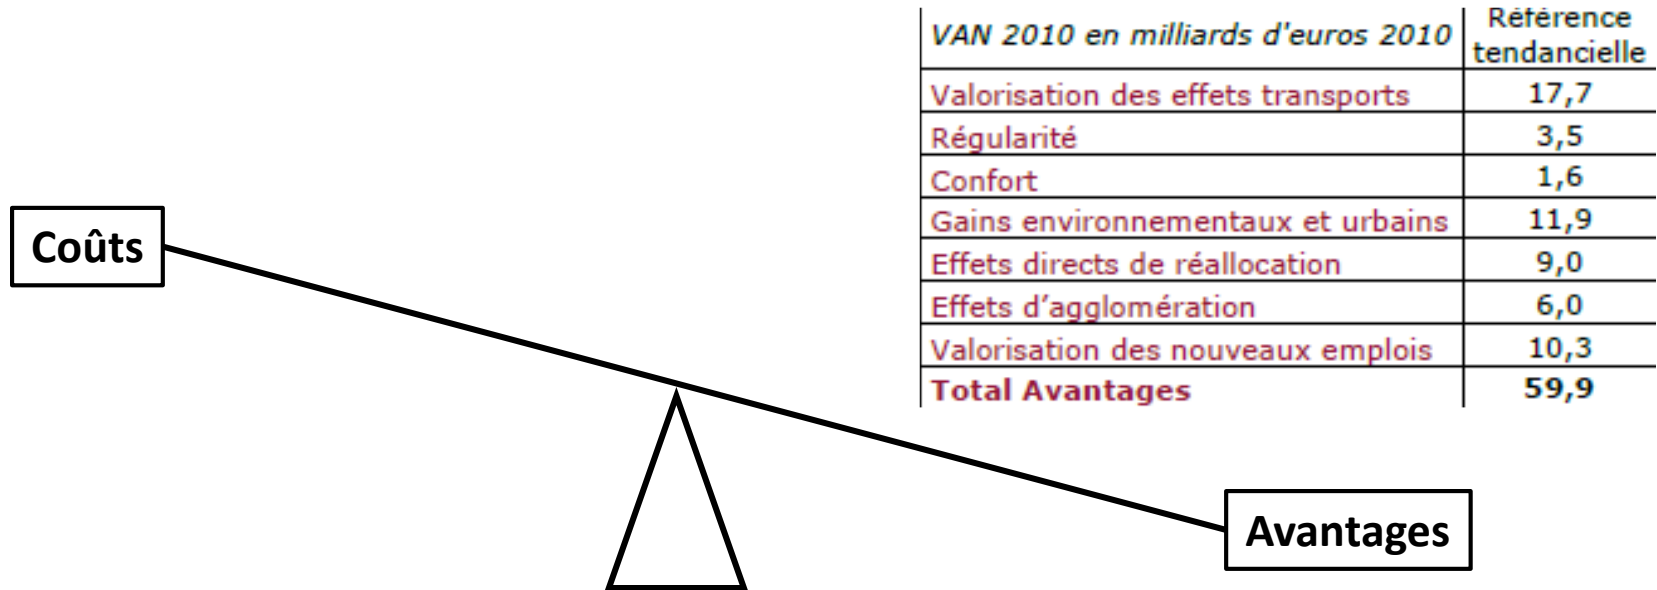 VAN 2010 en milliards d'euros 2010 Référence tendancielle
Valorisation des effets transports 17,7
Régularité 3,5
Confort 1,6
Gains environnementaux et urbains 11,9
Effets directs de réallocation 9,0
Effets d'agglomération 6,0
Valorisation des nouveaux emplois 10,3
Total Avantages 59,9
Coûts
Avantages